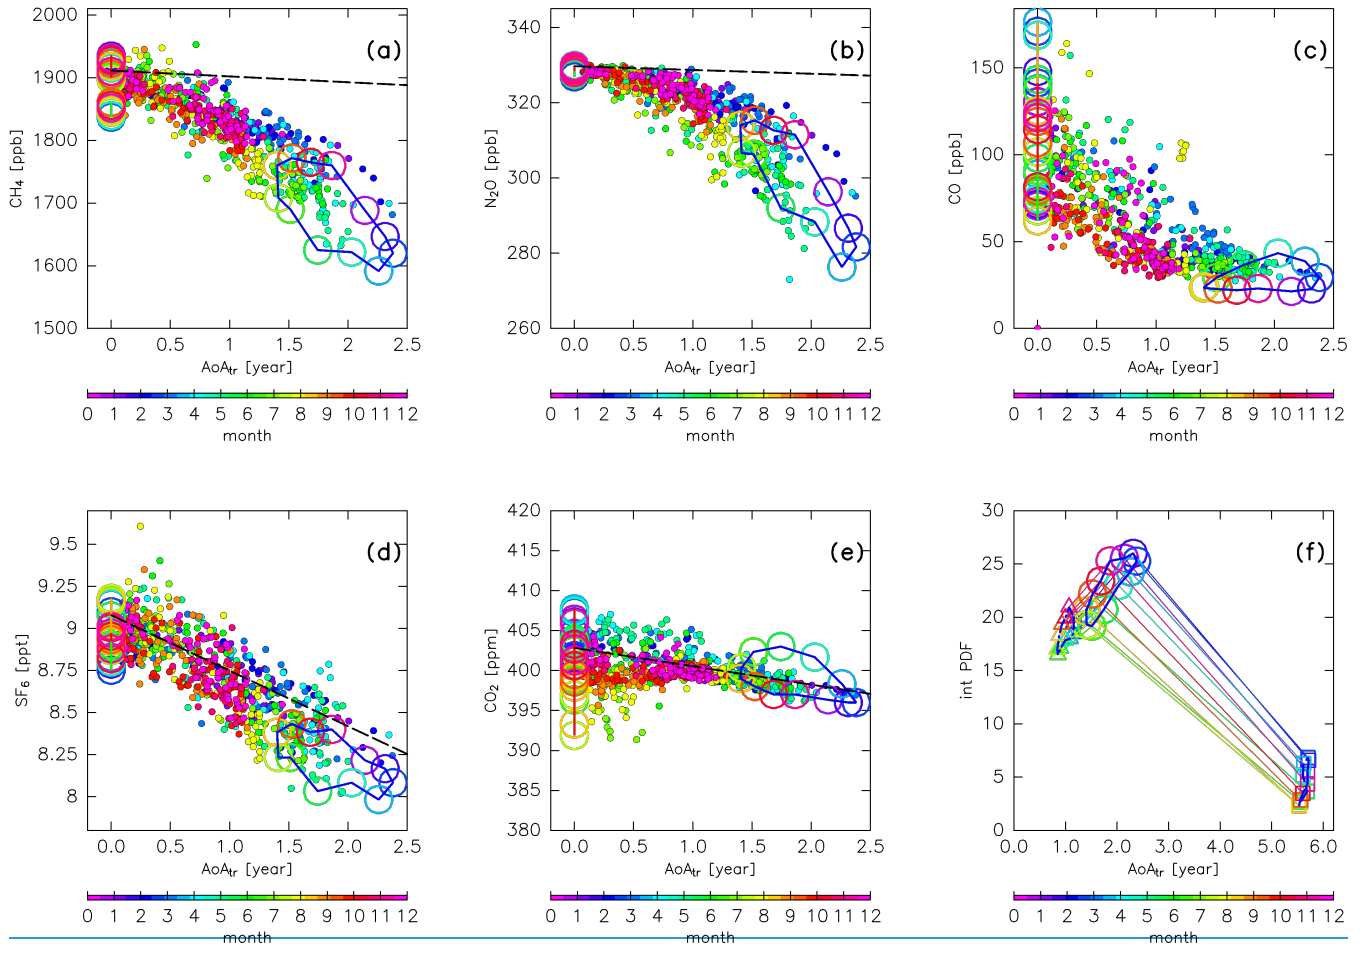 2000
1900
1800
1700
1600
1500
CH4 [ppb]
(a)
0 0.5 1.0 1.5 2 2.5
AoAtr [year]
0 1 2 3 4 5 6 7 8 9 10 11 12
month
340
320
300
280
260
N2O [ppb]
(b)
0.0 0.5 1.0 1.5 2.0 2.5
AoAtr [year]
0 1 2 3 4 5 6 7 8 9 10 11 12
month
150
100
50
0
CO [ppb]
(c)
0.0 0.5 1.0 1.5 2.0 2.5
AoAtr [year]
0 1 2 3 4 5 6 7 8 9 10 11 12
month
9.5
9.25
9
8.75
8.5
8.25
8
SF6 [ppt]
(d)
0.0 0.5 1.0 1.5 2.0 2.5
AoAtr [year]
0 1 2 3 4 5 6 7 8 9 10 11 12
month
420
415
410
405
400
395
390
385
380
CO2 [ppm]
(e)
0.0 0.5 1.0 1.5 2.0 2.5
AoAtr [year]
0 1 2 3 4 5 6 7 8 9 10 11 12
month
30
25
20
15
10
5
0
int PDF
(f)
0.0 1.0 2.0 3.0 4.0 5.0 6.0
AoAtr [year]
0 1 2 3 4 5 6 7 8 9 10 11 12
month